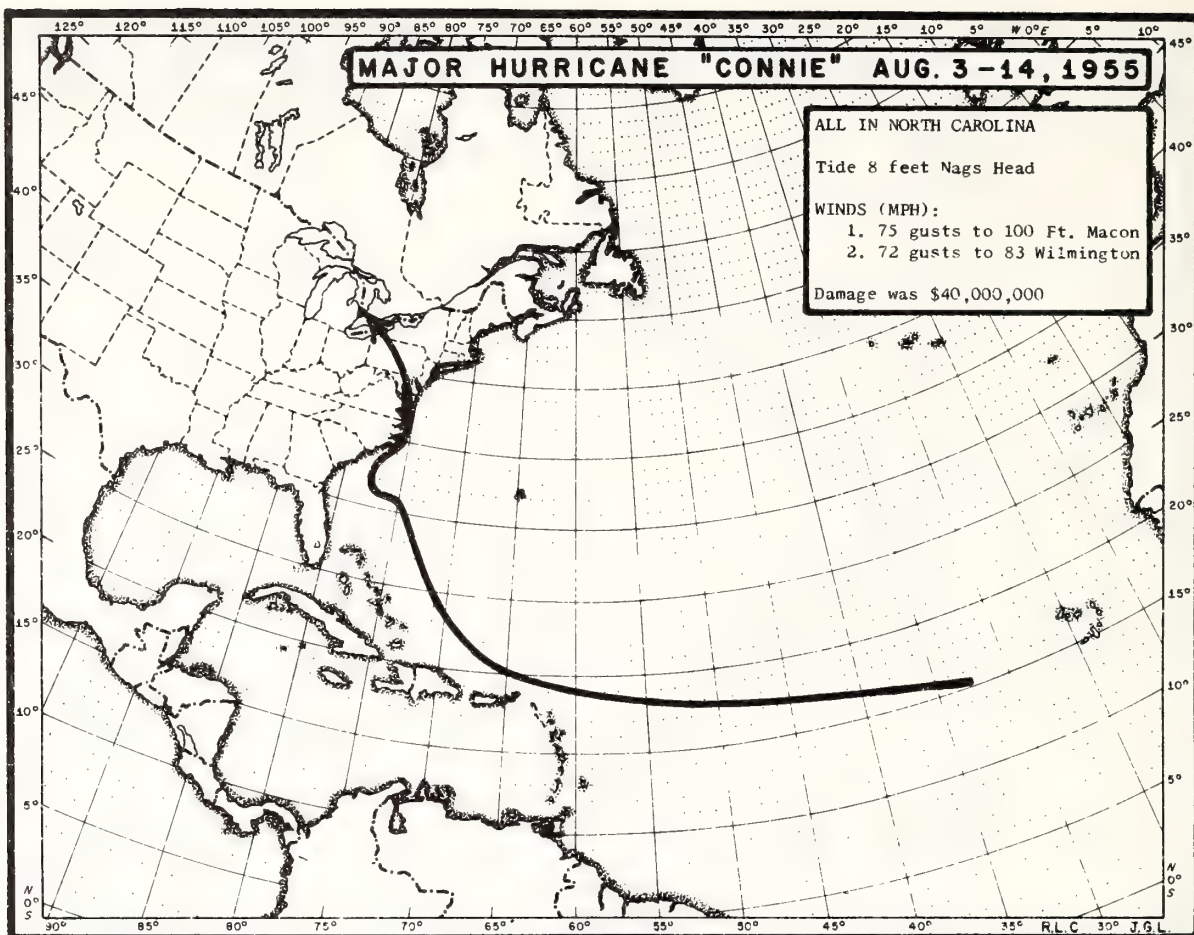 125° 120° 115° 110° 105° 100° 95° 90° 85° 80° 75° 70° 65° 60° 55° 50° 45° 40° 35° 30° 25° 20° 15° 10° 5° W 0° E 5° 10°
MAJOR HURRICANE "CONNIE" AUG. 3-14, 1955
ALL IN NORTH CAROLINA
Tide 8 feet Nags Head
WINDS (MPH):
1. 75 gusts to 100 Ft. Macon
2. 72 gusts to 83 Wilmington
Damage was $40,000,000
45°
40°
35°
30°
25°
20°
15°
10°
5°
N
0°
S
45°
40°
35°
30°
25°
20°
15°
10°
5°
N
0°
S
90° 85° 80° 75° 70° 65° 60° 55° 50° 45° 40° 35° R.L.C 30° J.G.L.